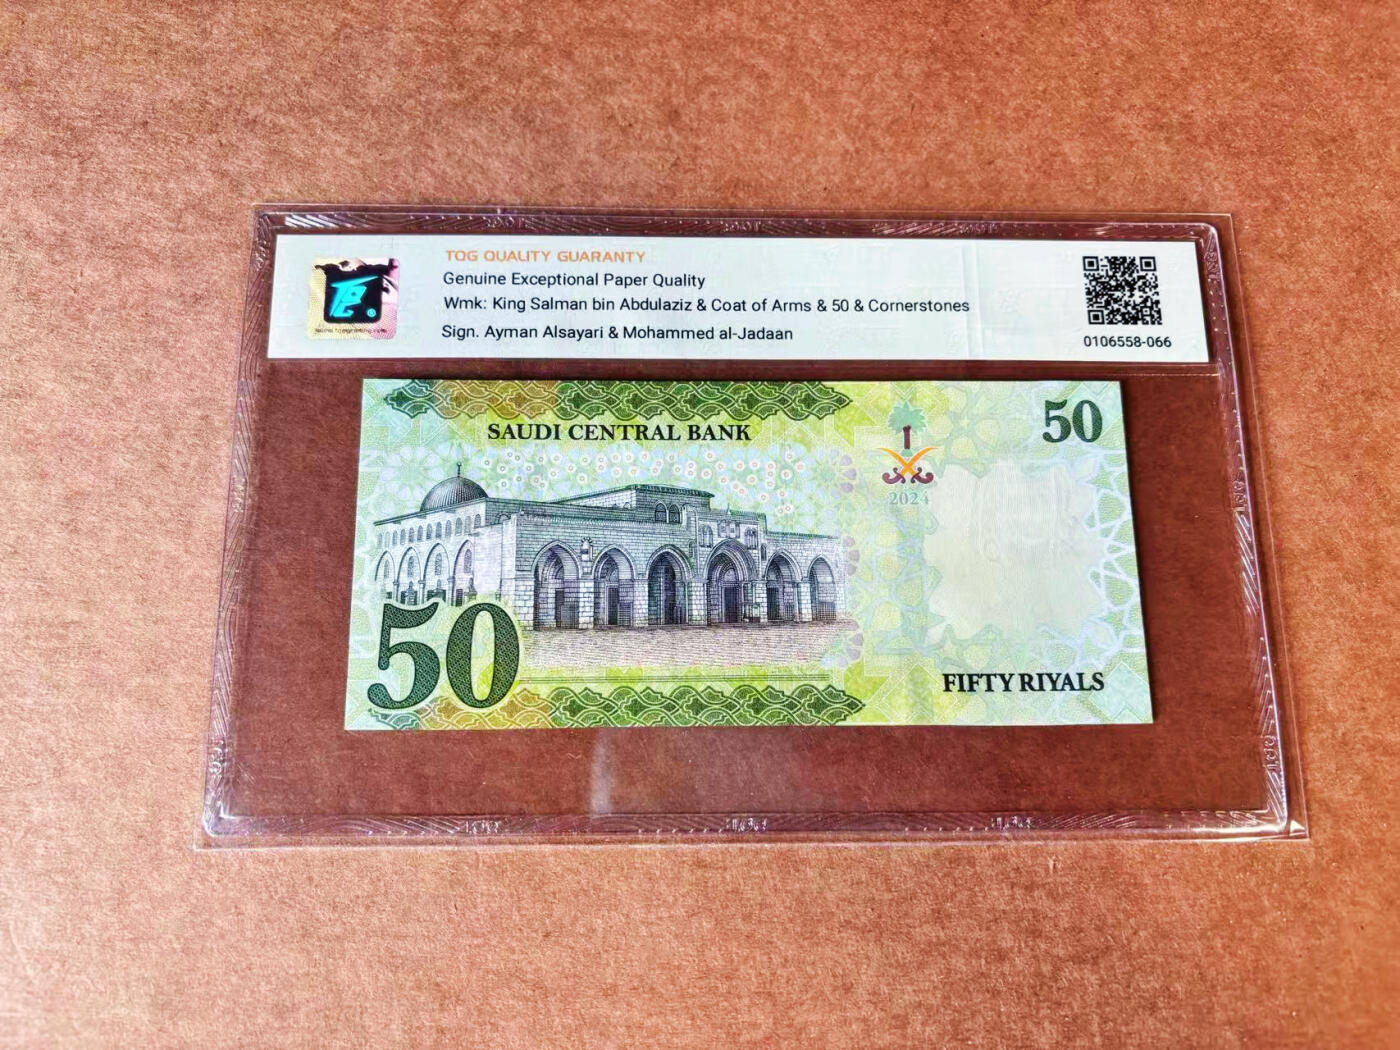 TQG QUALITY GUARANTY
Genuine Exceptional Paper Quality
Wmk: King Salman bin Abdulaziz & Coat of Arms & 50 & Cornerstones
Sign. Ayman Alsayari & Mohammed al-Jadaan
0106558-066
SAUDI CENTRAL BANK
50
2024
50
FIFTY RIYALS